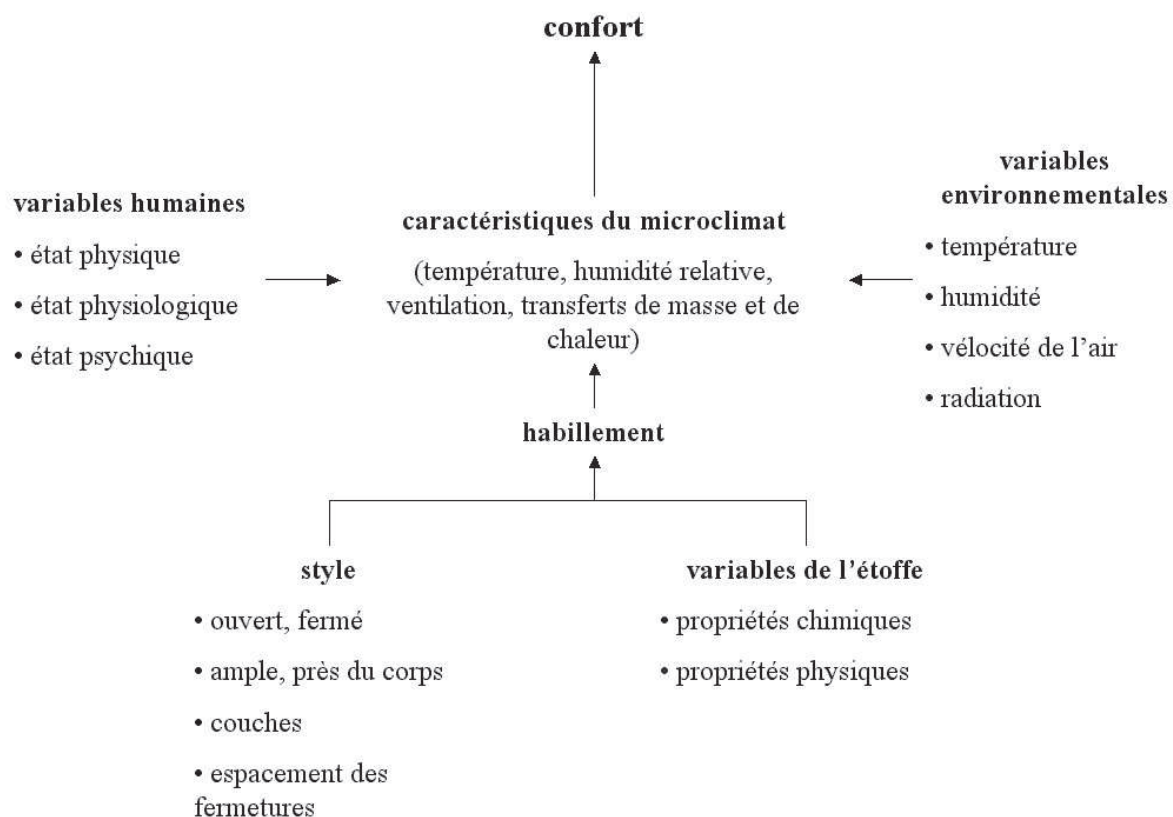 confort
variables humaines
• état physique
• état physiologique
• état psychique
caractéristiques du microclimat
(température, humidité relative,
ventilation, transferts de masse et de
chaleur)
variables
environnementales
• température
• humidité
• vélocité de l’air
• radiation
habillement
style
• ouvert, fermé
• ample, près du corps
• couches
• espacement des
fermetures
variables de l’étoffe
• propriétés chimiques
• propriétés physiques